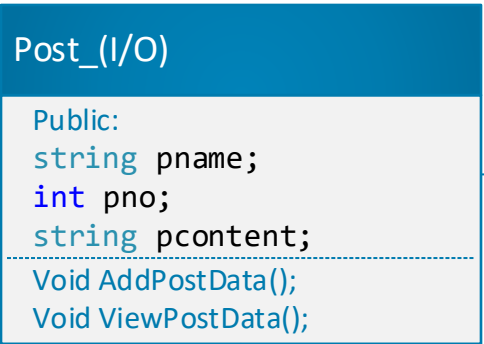 Post_(I/O)
Public:
string pname;
int pno;
string pcontent;
Void AddPostData();
Void ViewPostData();